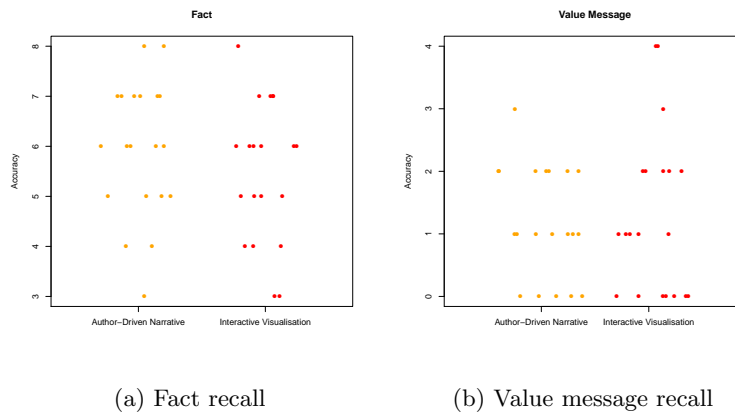 Fact
Accuracy
8
7
6
5
4
3
Author−Driven Narrative Interactive Visualisation
(a) Fact recall
Value Message
Accuracy
4
3
2
1
0
Author−Driven Narrative Interactive Visualisation
(b) Value message recall